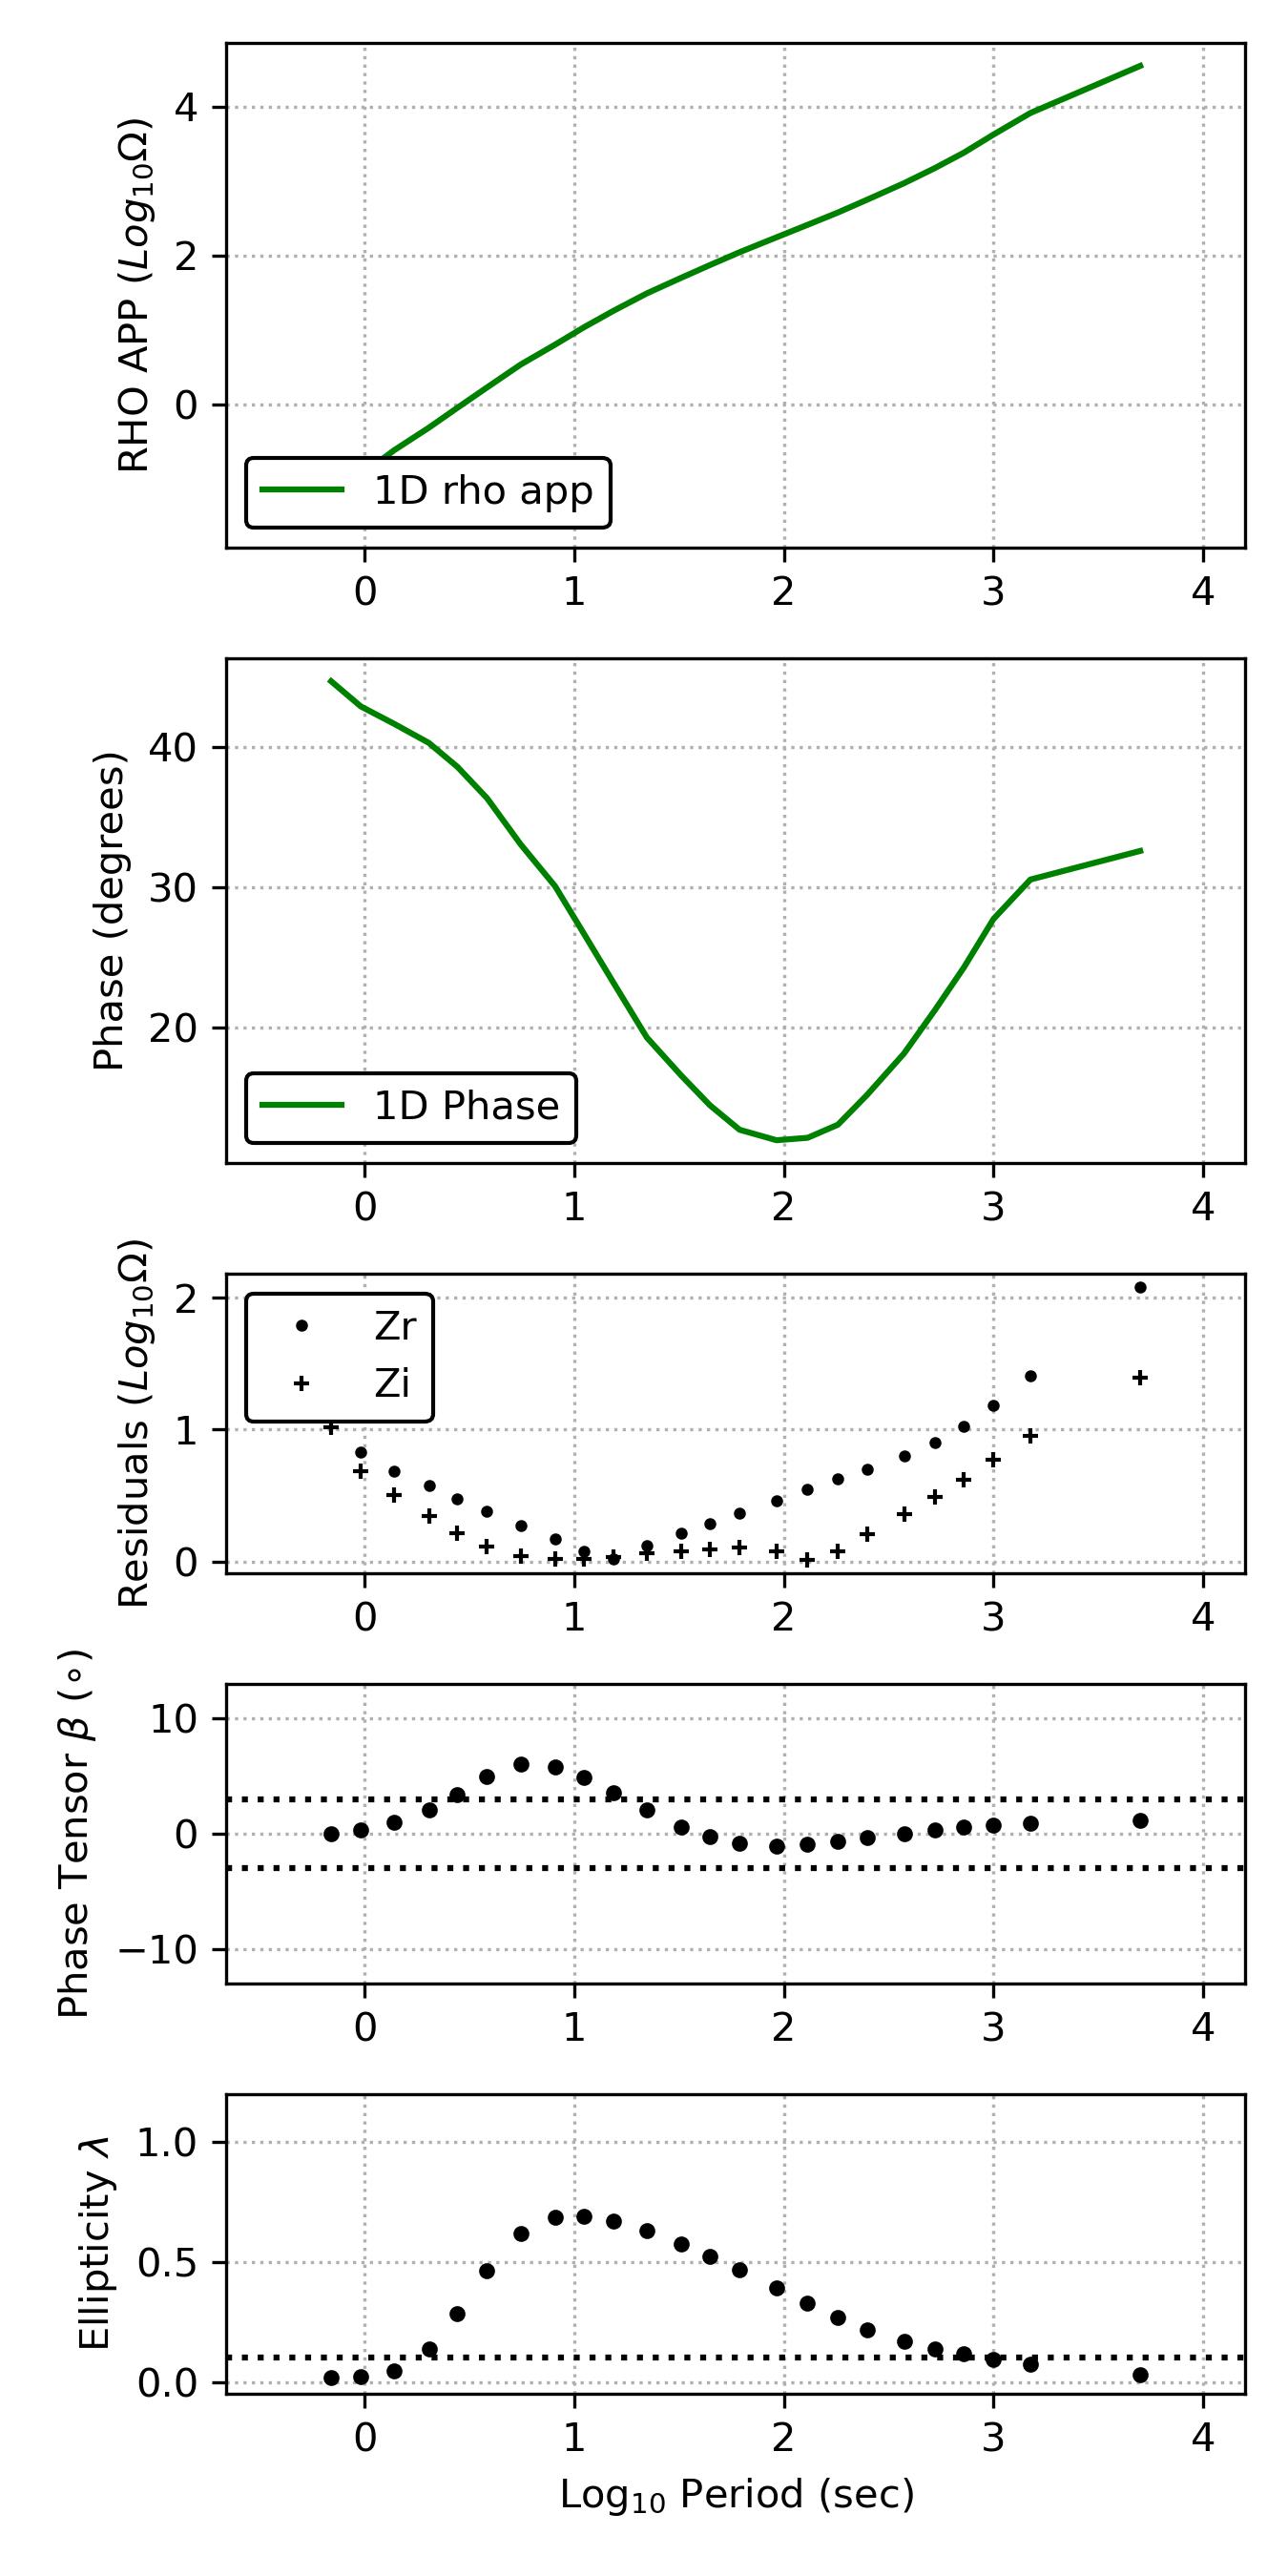 RHO APP (Log₁₀Ω)
4
2
0
1D rho app
0 1 2 3 4
Phase (degrees)
40
30
20
1D Phase
0 1 2 3 4
Residuals (Log₁₀Ω)
2
1
0
Zr
Zi
0 1 2 3 4
Phase Tensor β (∘)
10
0
−10
0 1 2 3 4
Ellipticity λ
1.0
0.5
0.0
0 1 2 3 4
Log₁₀ Period (sec)